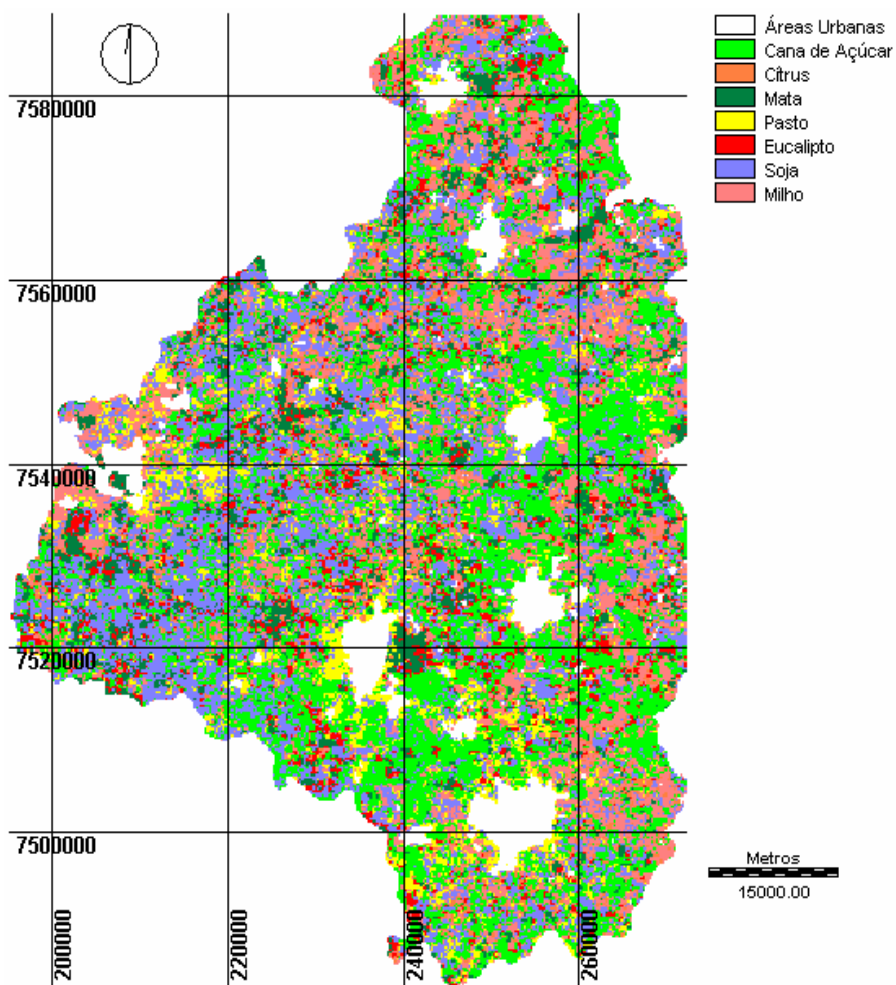 Áreas Urbanas
Cana de Açúcar
Cítrus
Mata
Pasto
Eucalipto
Soja
Milho
7580000
7560000
7540000
7520000
7500000
Metros
15000.00
200000
220000
240000
260000